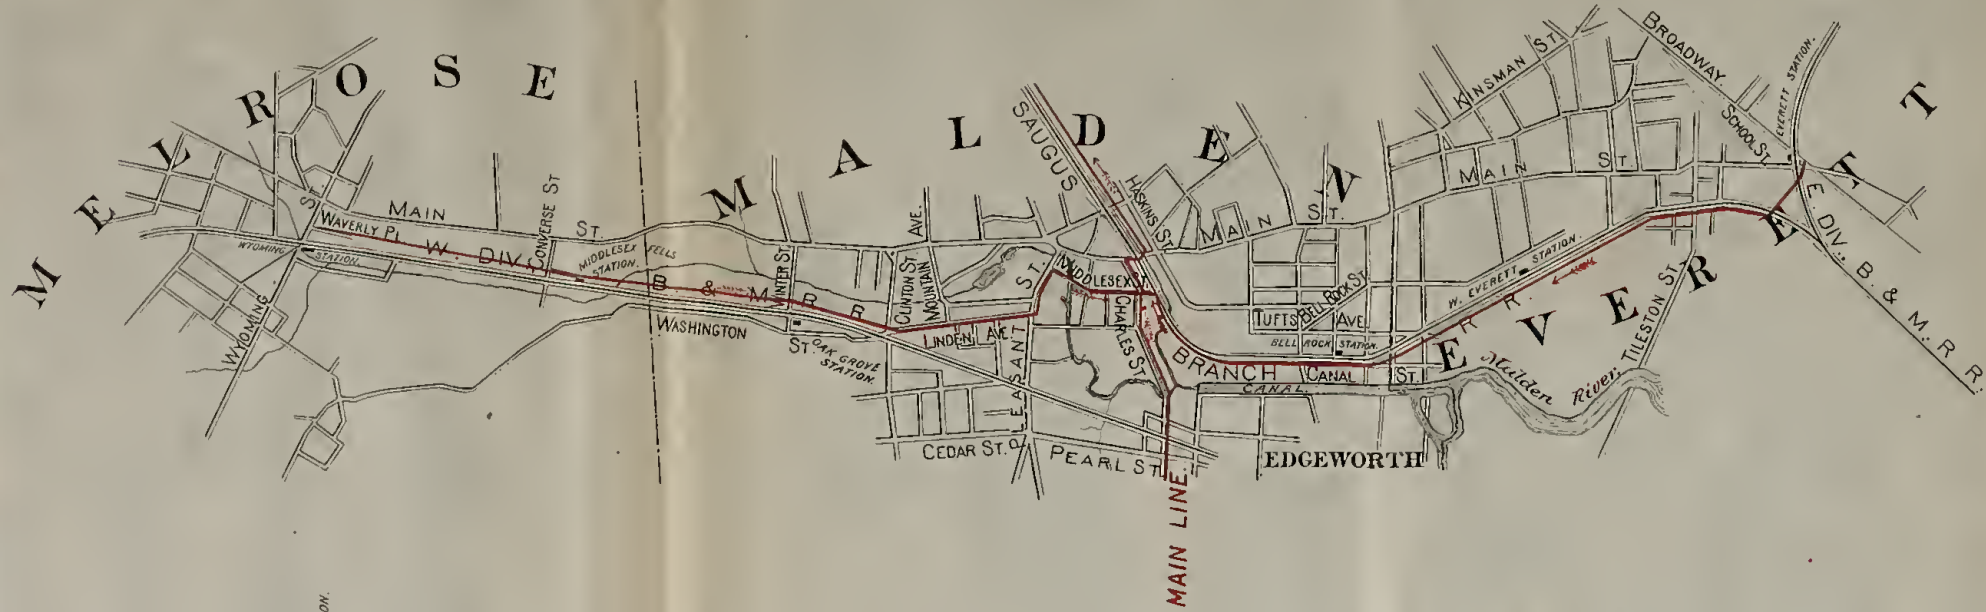 MELROSE
MALDEN
EVERETT
BROADWAY
SCHOOL ST.
EVERETT STATION.
KINSMAN ST.
MAIN ST.
SAUGUS
HASKINS ST.
MAIN ST.
WAVERLY PL.
ST.
MAIN ST.
CONVERSE ST
W. DIV.
WYOMING STATION.
MIDDLESEX FELLS STATION.
B & M R R
WINTER ST.
CLINTON ST.
MOUNTAIN AVE.
MIDDLESEX ST.
CHARLES ST.
PLEASANT ST.
LINDEN AVE.
WASHINGTON ST.
OAK GROVE STATION.
WYOMING
TUFTS AVE.
BELL ROCK ST.
BELL ROCK STATION.
W. EVERETT STATION.
BRANCH R R.
CANAL ST.
CANAL.
Malden River.
TILESTON ST.
E. DIV., B. & M. R R.
CEDAR ST.
PEARL ST.
EDGEWORTH
MAIN LINE
ON.